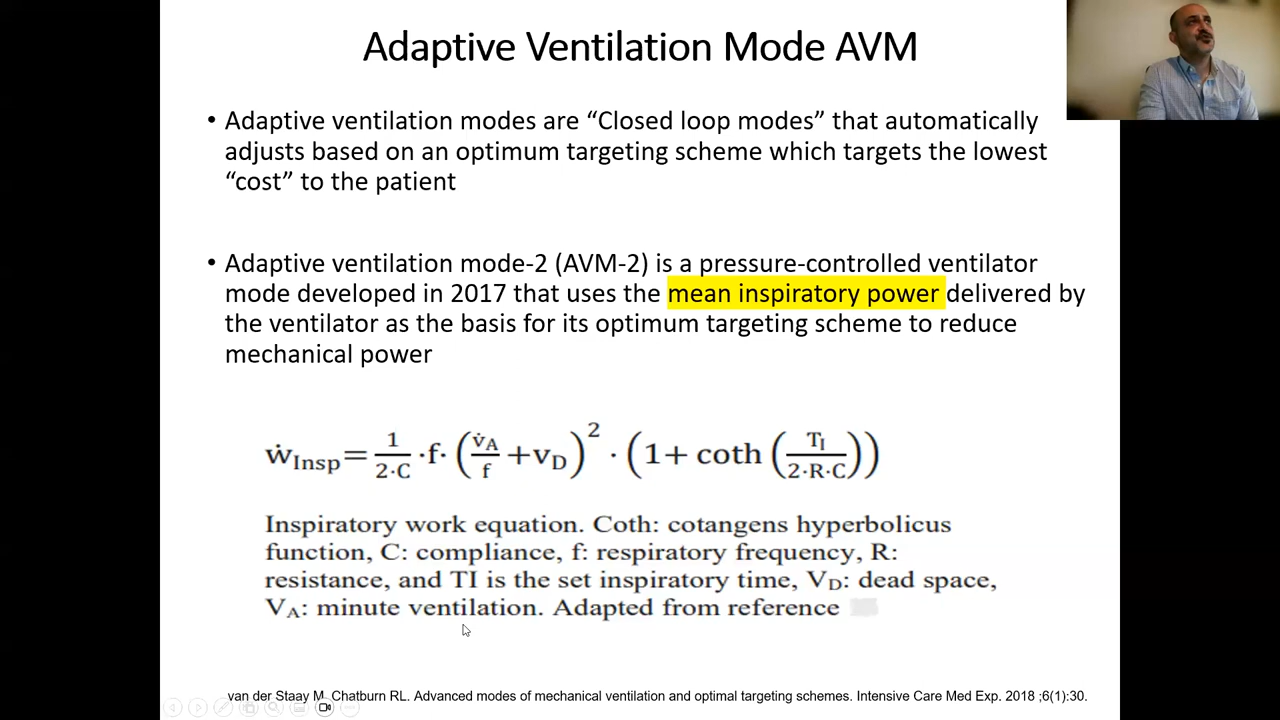 Adaptive Ventilation Mode AVM
• Adaptive ventilation modes are “Closed loop modes” that automatically
adjusts based on an optimum targeting scheme which targets the lowest
“cost” to the patient
• Adaptive ventilation mode-2 (AVM-2) is a pressure-controlled ventilator
mode developed in 2017 that uses the mean inspiratory power delivered by
the ventilator as the basis for its optimum targeting scheme to reduce
mechanical power
ẇInsp=1/2·C ·f· (v̇A/f +vD)² · (1+ coth (TI/2·R·C))
Inspiratory work equation. Coth: cotangens hyperbolicus
function, C: compliance, f: respiratory frequency, R:
resistance, and TI is the set inspiratory time, VD: dead space,
VA: minute ventilation. Adapted from reference
van der Staay M, Chatburn RL. Advanced modes of mechanical ventilation and optimal targeting schemes. Intensive Care Med Exp. 2018 ;6(1):30.